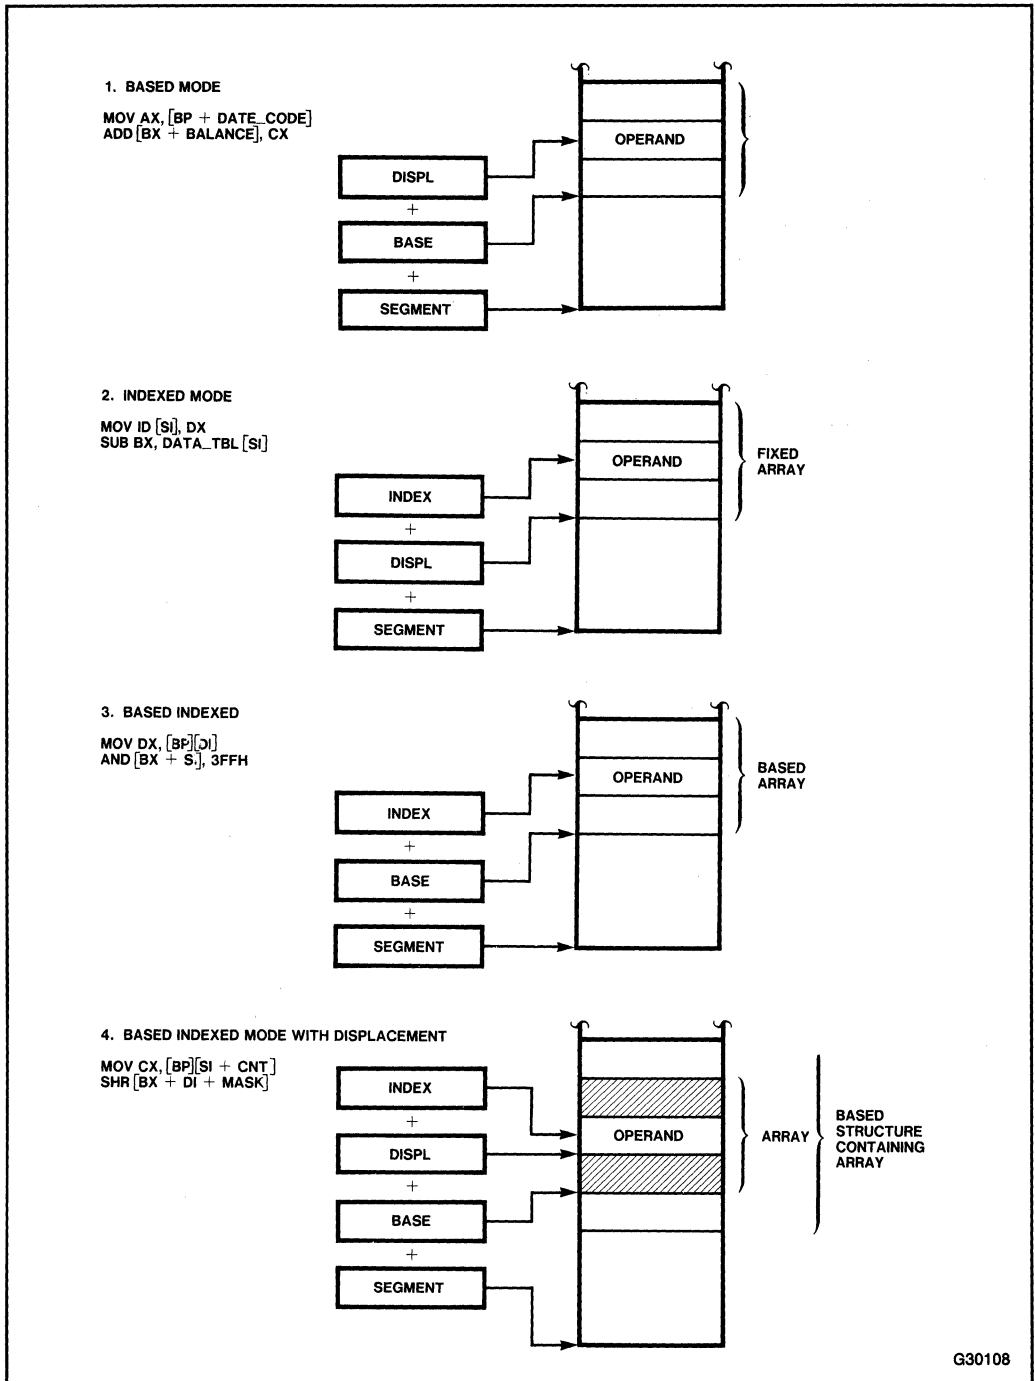 1. BASED MODE
MOV AX, [BP + DATE_CODE]
ADD [BX + BALANCE], CX
DISPL
+
BASE
+
SEGMENT
OPERAND
2. INDEXED MODE
MOV ID [SI], DX
SUB BX, DATA_TBL [SI]
INDEX
+
DISPL
+
SEGMENT
OPERAND
FIXED
ARRAY
3. BASED INDEXED
MOV DX, [BP][DI]
AND [BX + S.], 3FFH
INDEX
+
BASE
+
SEGMENT
OPERAND
BASED
ARRAY
4. BASED INDEXED MODE WITH DISPLACEMENT
MOV CX, [BP][SI + CNT]
SHR [BX + DI + MASK]
INDEX
+
DISPL
+
BASE
+
SEGMENT
OPERAND
ARRAY
BASED
STRUCTURE
CONTAINING
ARRAY
G30108